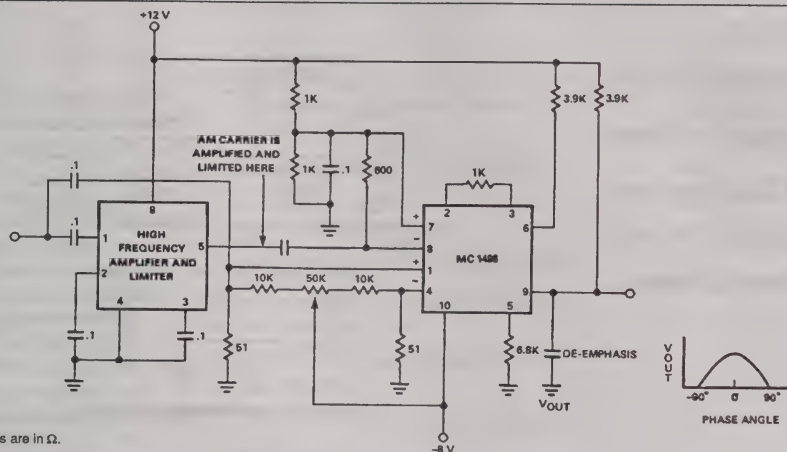 +12 V
1K
3.9K
3.9K
AM CARRIER IS
AMPLIFIED AND
LIMITED HERE
.1
1K
.1
600
1K
.1
8
2
3
HIGH
FREQUENCY
AMPLIFIER AND
LIMITER
1
5
2
4
3
+
7
−
8
+
1
−
4
6
MC 1496
9
10
5
10K
50K
10K
.1
.1
51
51
6.8K
DE-EMPHASIS
VOUT
VOUT
−90°
0
90°
PHASE ANGLE
−8 V
s are in Ω.